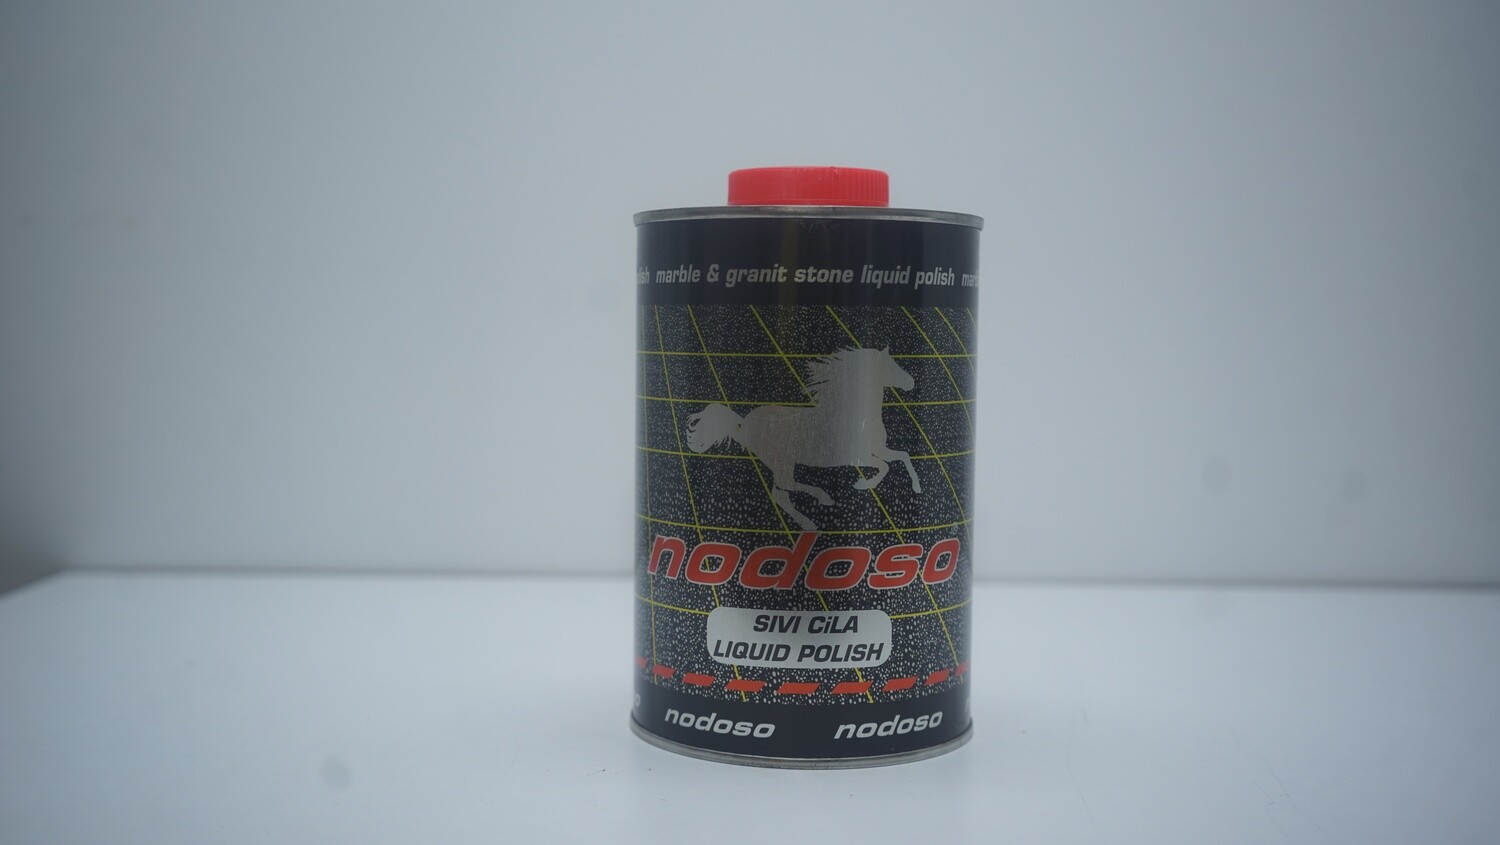 marble & granit stone liquid polish
nodoso
SIVI CiLA
LIQUID POLISH
nodoso nodoso